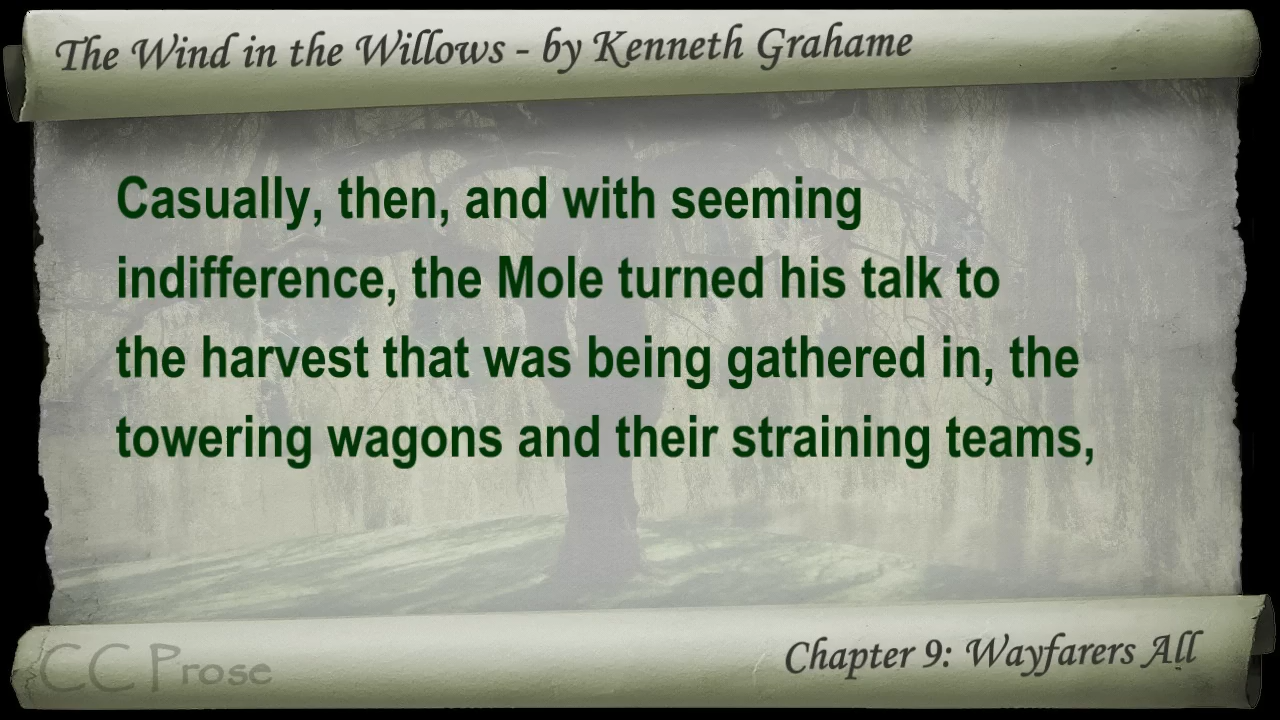 The Wind in the Willows - by Kenneth Grahame
Casually, then, and with seeming
indifference, the Mole turned his talk to
the harvest that was being gathered in, the
towering wagons and their straining teams,
Chapter 9: Wayfarers All
CC Prose